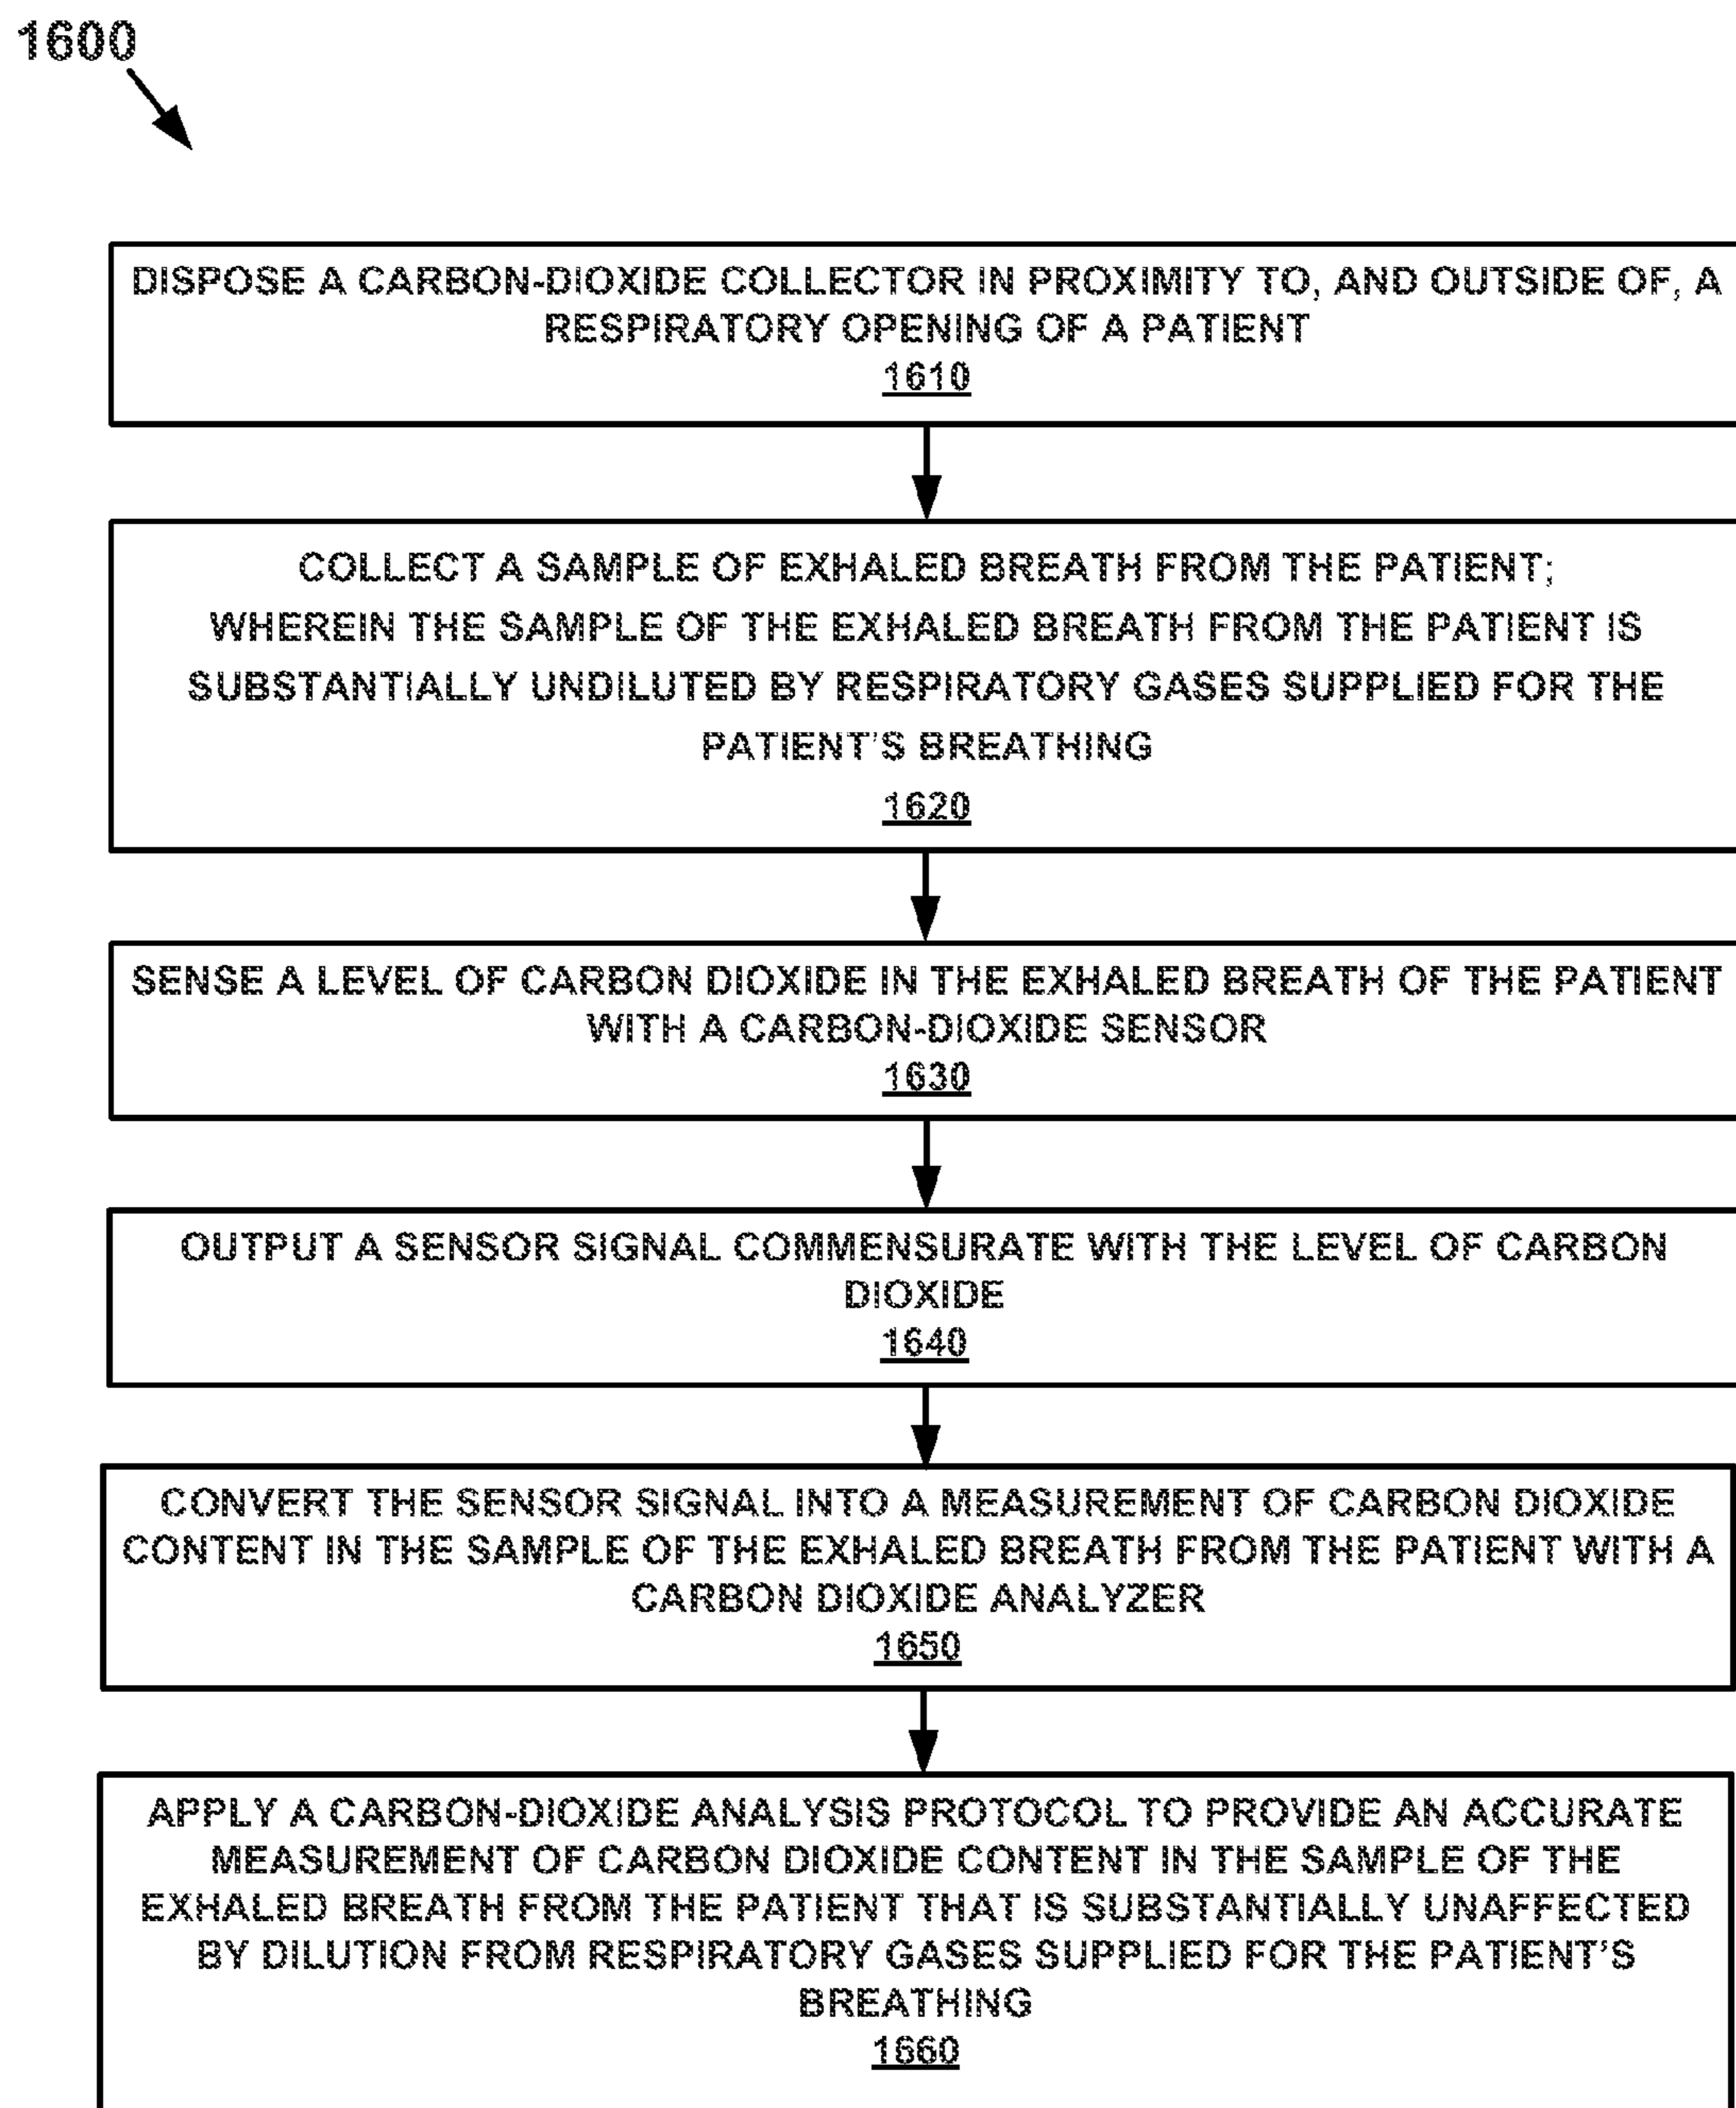 1600
DISPOSE A CARBON-DIOXIDE COLLECTOR IN PROXIMITY TO, AND OUTSIDE OF, A
RESPIRATORY OPENING OF A PATIENT
1610
COLLECT A SAMPLE OF EXHALED BREATH FROM THE PATIENT;
WHEREIN THE SAMPLE OF THE EXHALED BREATH FROM THE PATIENT IS
SUBSTANTIALLY UNDILUTED BY RESPIRATORY GASES SUPPLIED FOR THE
PATIENT'S BREATHING
1620
SENSE A LEVEL OF CARBON DIOXIDE IN THE EXHALED BREATH OF THE PATIENT
WITH A CARBON-DIOXIDE SENSOR
1630
OUTPUT A SENSOR SIGNAL COMMENSURATE WITH THE LEVEL OF CARBON
DIOXIDE
1640
CONVERT THE SENSOR SIGNAL INTO A MEASUREMENT OF CARBON DIOXIDE
CONTENT IN THE SAMPLE OF THE EXHALED BREATH FROM THE PATIENT WITH A
CARBON DIOXIDE ANALYZER
1650
APPLY A CARBON-DIOXIDE ANALYSIS PROTOCOL TO PROVIDE AN ACCURATE
MEASUREMENT OF CARBON DIOXIDE CONTENT IN THE SAMPLE OF THE
EXHALED BREATH FROM THE PATIENT THAT IS SUBSTANTIALLY UNAFFECTED
BY DILUTION FROM RESPIRATORY GASES SUPPLIED FOR THE PATIENT'S
BREATHING
1660